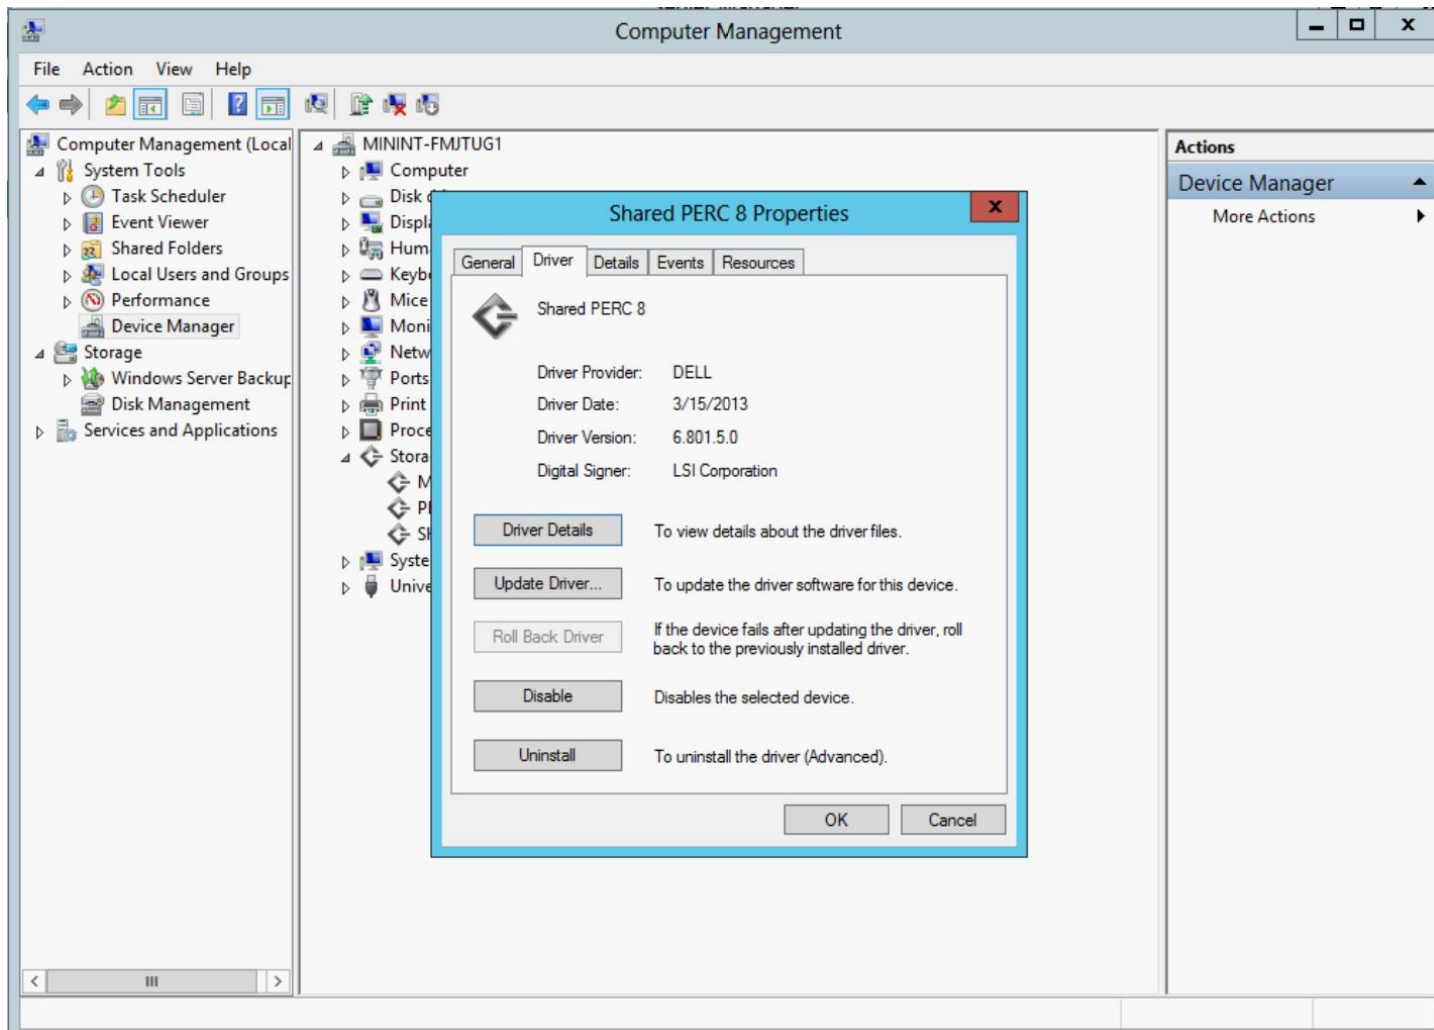 Computer Management
File Action View Help
Computer Management (Local
System Tools
Task Scheduler
Event Viewer
Shared Folders
Local Users and Groups
Performance
Device Manager
Storage
Windows Server Backup
Disk Management
Services and Applications
MININT-FMJTUG1
Computer
Disk
Displ
Hum
Keyb
Mice
Moni
Netw
Ports
Print
Proce
Stora
M
Syste
Unive
Shared PERC 8 Properties
General Driver Details Events Resources
Shared PERC 8
Driver Provider: DELL
Driver Date: 3/15/2013
Driver Version: 6.801.5.0
Digital Signer: LSI Corporation
Driver Details To view details about the driver files.
Update Driver... To update the driver software for this device.
Roll Back Driver If the device fails after updating the driver, roll
back to the previously installed driver.
Disable Disables the selected device.
Uninstall To uninstall the driver (Advanced).
OK Cancel
Actions
Device Manager
More Actions